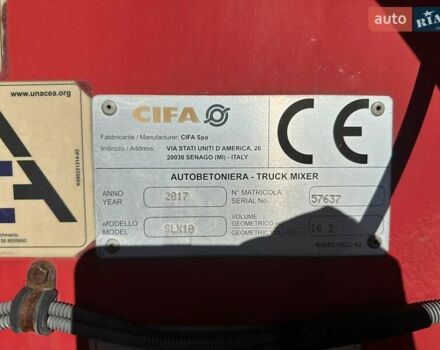 auto RIA
www.unacea.org
CIFA
Fabbricante / Manufacturer: CIFA Spa
Indirizzo / Address: VIA STATI UNITI D'AMERICA, 26
20030 SENAGO (MI) - ITALY
CE
AUTOBETONIERA - TRUCK MIXER
ANNO
YEAR
2017
N° MATRICOLA
SERIAL No.
57637
MODELLO
MODEL
SLX10
VOLUME
GEOMETRICO
GEOMETRIC VOLUME
16.2